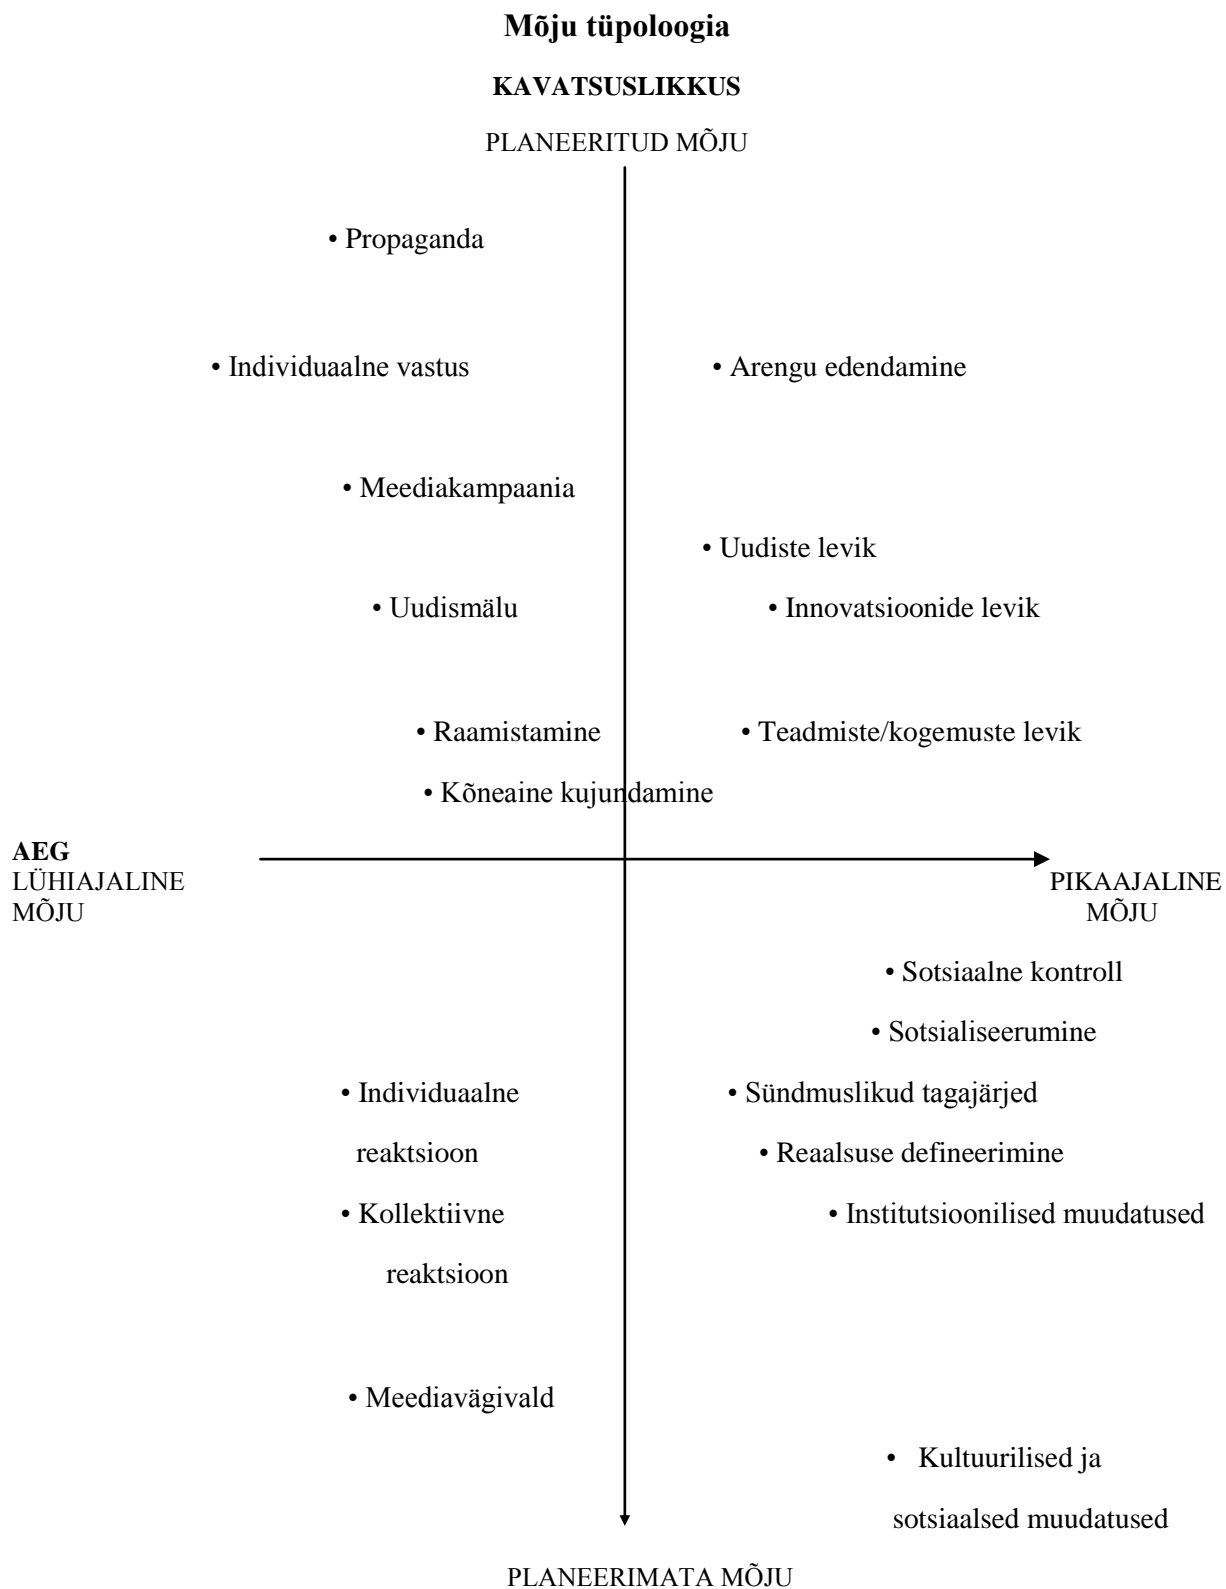 Mõju tüpoloogia
KAVATSUSLIKKUS
PLANEERITUD MÕJU
• Propaganda
• Individuaalne vastus
• Arengu edendamine
• Meediakampaania
• Uudiste levik
• Uudismälu
• Innovatsioonide levik
• Raamistamine
• Teadmiste/kogemuste levik
• Kõneaine kujundamine
AEG
LÜHIAJALINE
MÕJU
PIKAAJALINE
MÕJU
• Sotsiaalne kontroll
• Sotsialiseerumine
• Individuaalne
reaktsioon
• Sündmuslikud tagajärjed
• Reaalsuse defineerimine
• Kollektiivne
reaktsioon
• Institutsioonilised muudatused
• Meediavägivald
• Kultuurilised ja
sotsiaalsed muudatused
PLANEERIMATA MÕJU